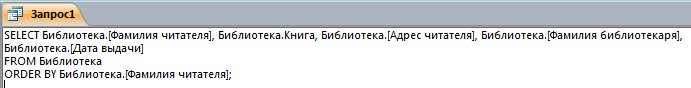 Запрос1
SELECT Библиотека.[Фамилия читателя], Библиотека.Книга, Библиотека.[Адрес читателя], Библиотека.[Фамилия библиотекаря],
Библиотека.[Дата выдачи]
FROM Библиотека
ORDER BY Библиотека.[Фамилия читателя];